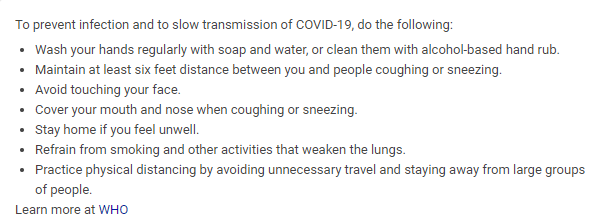 To prevent infection and to slow transmission of COVID-19, do the following:
• Wash your hands regularly with soap and water, or clean them with alcohol-based hand rub.
• Maintain at least six feet distance between you and people coughing or sneezing.
• Avoid touching your face.
• Cover your mouth and nose when coughing or sneezing.
• Stay home if you feel unwell.
• Refrain from smoking and other activities that weaken the lungs.
• Practice physical distancing by avoiding unnecessary travel and staying away from large groups
of people.
Learn more at WHO